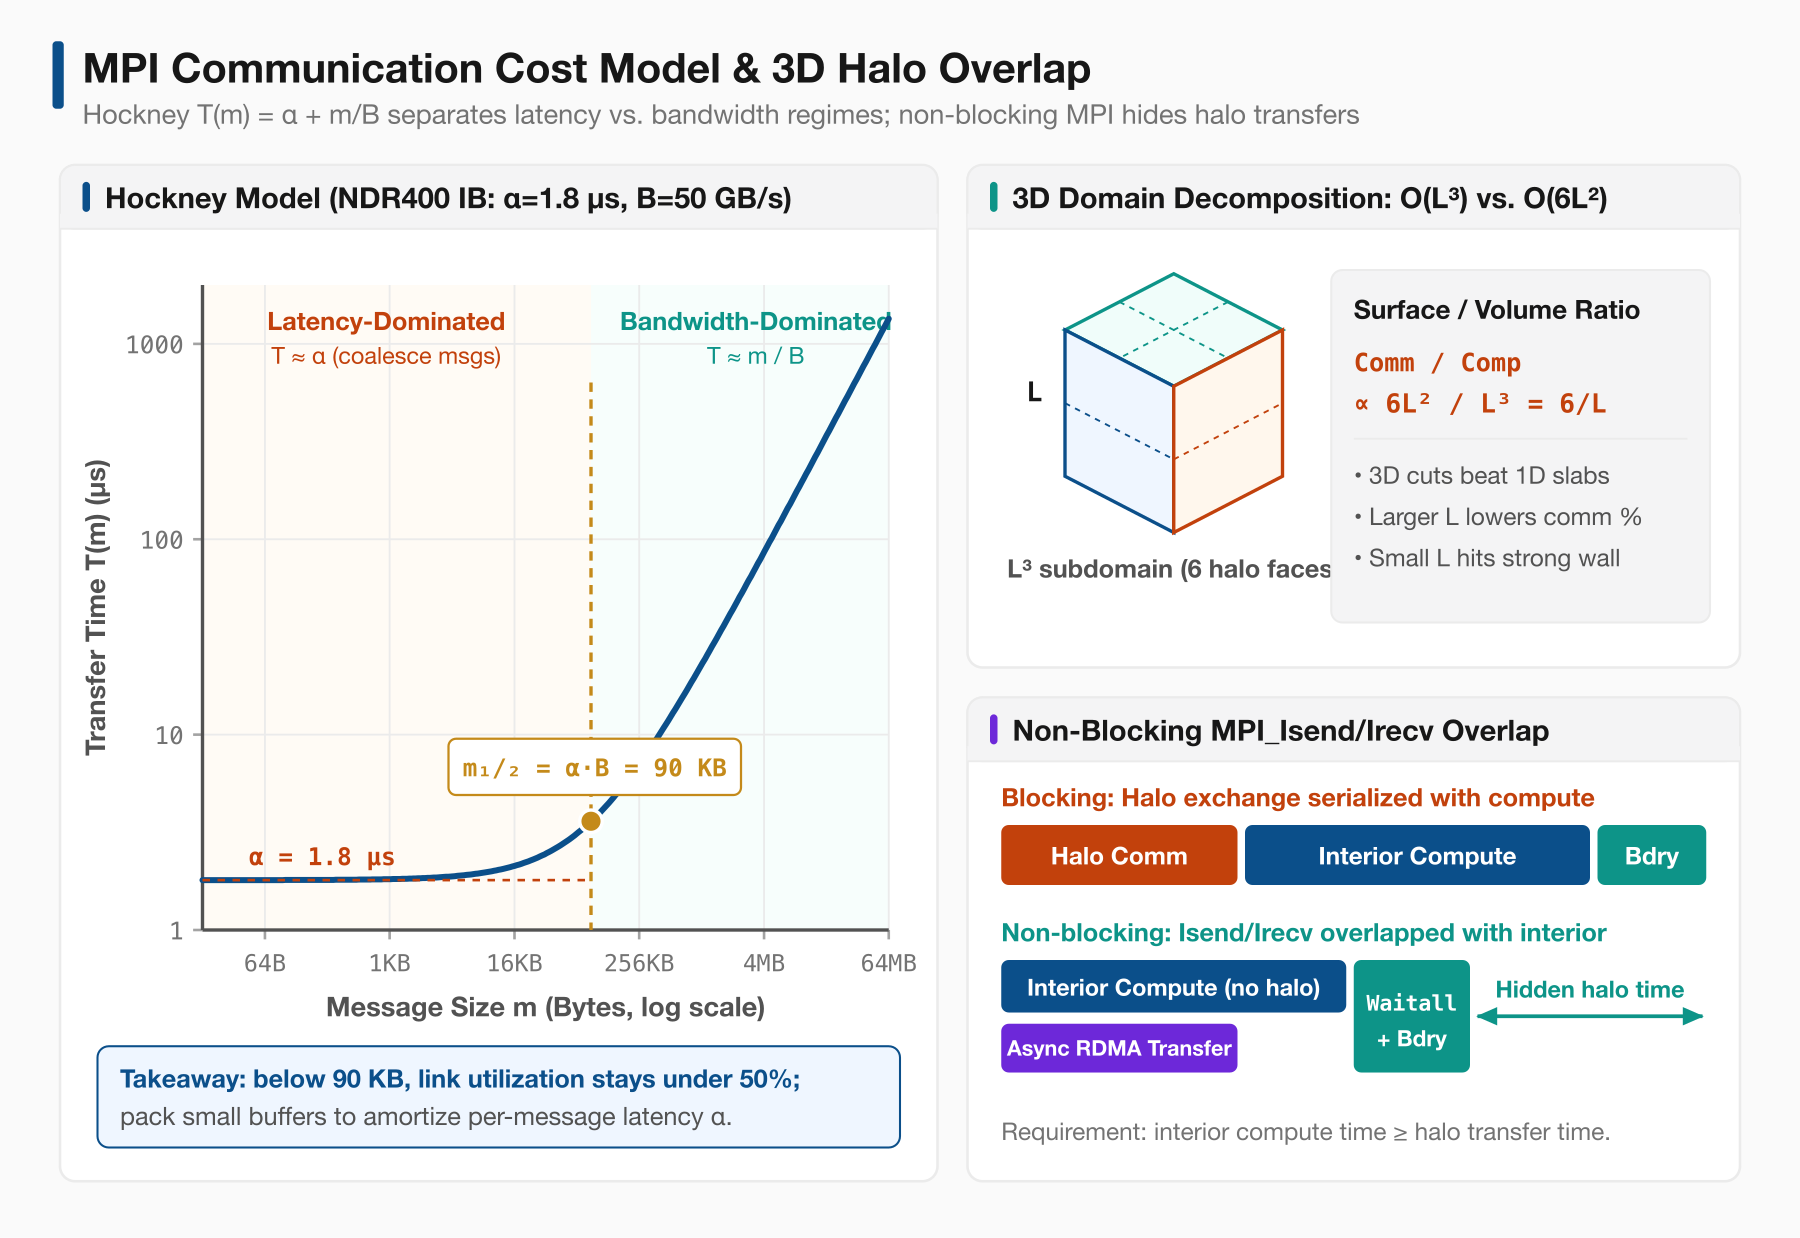 MPI Communication Cost Model & 3D Halo Overlap
Hockney T(m) = α + m/B separates latency vs. bandwidth regimes; non-blocking MPI hides halo transfers
Hockney Model (NDR400 IB: α=1.8 µs, B=50 GB/s)
Latency-Dominated
T ≈ α (coalesce msgs)
Bandwidth-Dominated
T ≈ m / B
1000
100
10
1
Transfer Time T(m) (µs)
m₁/₂ = α·B = 90 KB
α = 1.8 µs
64B
1KB
16KB
256KB
4MB
64MB
Message Size m (Bytes, log scale)
Takeaway: below 90 KB, link utilization stays under 50%;
pack small buffers to amortize per-message latency α.
3D Domain Decomposition: O(L³) vs. O(6L²)
L
L³ subdomain (6 halo faces
Surface / Volume Ratio
Comm / Comp
∝ 6L² / L³ = 6/L
• 3D cuts beat 1D slabs
• Larger L lowers comm %
• Small L hits strong wall
Non-Blocking MPI_Isend/Irecv Overlap
Blocking: Halo exchange serialized with compute
Halo Comm
Interior Compute
Bdry
Non-blocking: Isend/Irecv overlapped with interior
Interior Compute (no halo)
Async RDMA Transfer
Waitall
+ Bdry
Hidden halo time
Requirement: interior compute time ≥ halo transfer time.